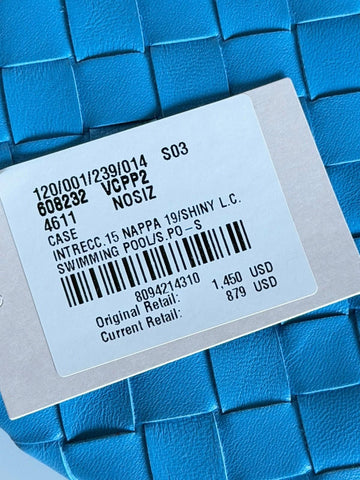 120/001/239/014 S03
608232 VCPP2
4611 NOSIZ
CASE
INTRECC.15 NAPPA 19/SHINY L.C.
SWIMMING POOL/S.PO-S
8094214310
Original Retail: 1,450 USD
Current Retail: 879 USD